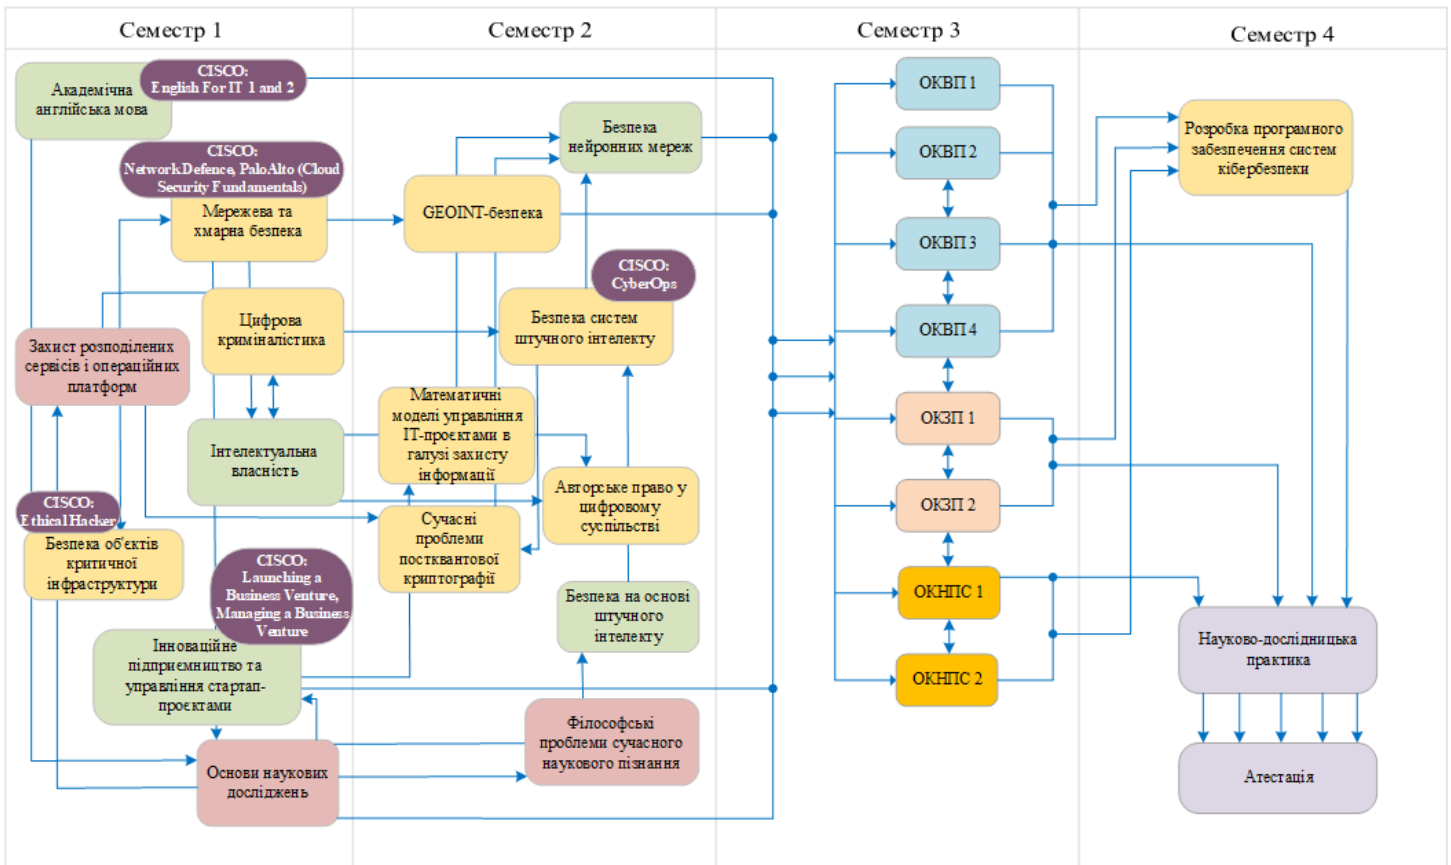 Семестр 1
Семестр 2
Семестр 3
Семестр 4
CISCO:
English For IT 1 and 2
Академічна
англійська мова
CISCO:
Network Defence, PaloAlto (Cloud
Security Fundamentals)
Мережева та
хмарна безпека
Цифрова
криміналістика
Захист розподілених
сервісів і операційних
платформ
Інтелектуальна
власність
CISCO:
Ethical Hacker
Безпека об'єктів
критичної
інфраструктури
CISCO:
Launching a
Business Venture,
Managing a Business
Venture
Інноваційне
підприємництво та
управління стартап-
проєктами
Основи наукових
досліджень
Безпека
нейронних мереж
GEOINT-безпека
CISCO:
CyberOps
Безпека систем
штучного інтелекту
Математичні
моделі управління
IT-проєктами в
галузі захисту
інформації
Авторське право у
цифровому
суспільстві
Сучасні
проблеми
постквантової
криптографії
Безпека на основі
штучного
інтелекту
Філософські
проблеми сучасного
наукового пізнання
ОКВП 1
ОКВП 2
ОКВП 3
ОКВП 4
ОКЗП 1
ОКЗП 2
ОКНПС 1
ОКНПС 2
Розробка програмного
забезпечення систем
кібербезпеки
Науково-дослідницька
практика
Атестація